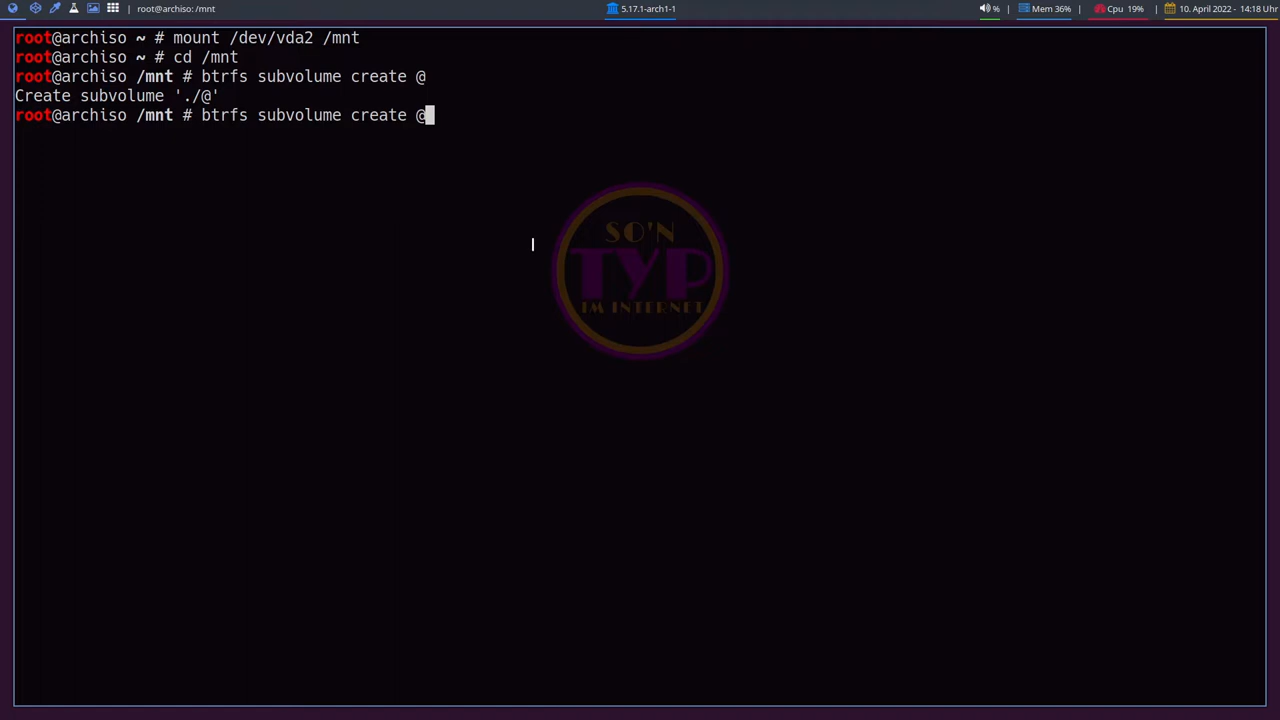 root@archiso: /mnt
5.17.1-arch1-1
% | Mem 36% | Cpu 19% | 10. April 2022 - 14:18 Uhr
root@archiso ~ # mount /dev/vda2 /mnt
root@archiso ~ # cd /mnt
root@archiso /mnt # btrfs subvolume create @
Create subvolume './@'
root@archiso /mnt # btrfs subvolume create @
SO'N
TYP
IM INTERNET